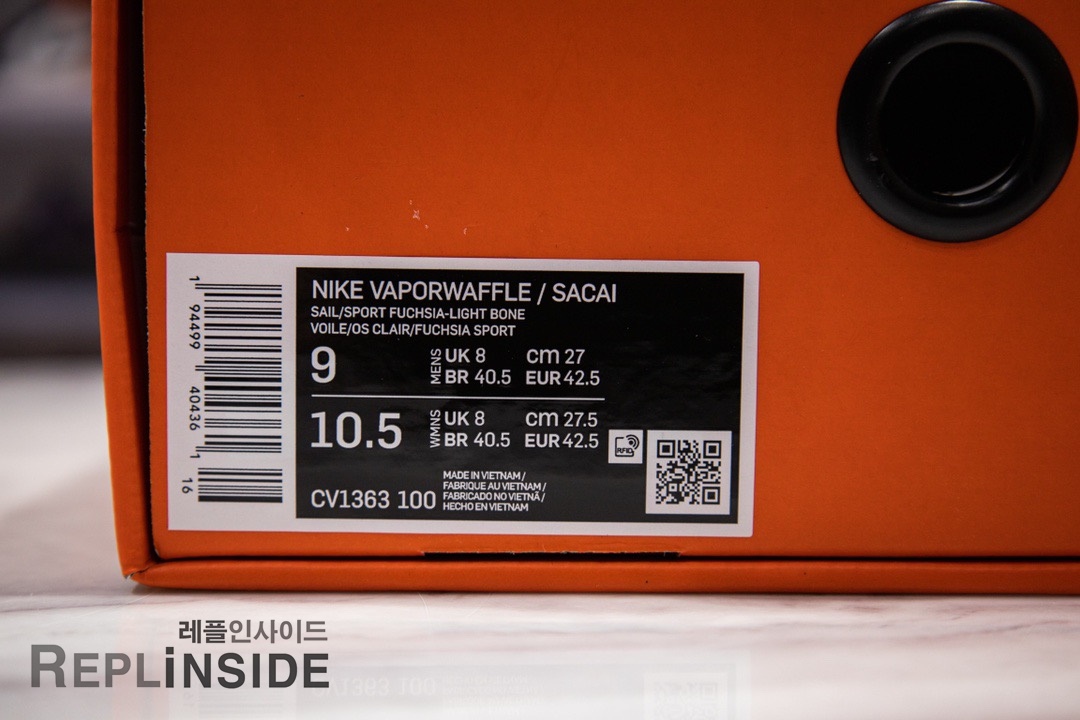 NIKE VAPORWAFFLE / SACAI
SAIL/SPORT FUCHSIA-LIGHT BONE
VOILE/OS CLAIR/FUCHSIA SPORT
9 MENS UK 8 cm 27
BR 40.5 EUR 42.5
10.5 WMNS UK 8 cm 27.5
BR 40.5 EUR 42.5
RFID
MADE IN VIETNAM /
FABRIQUE AU VIETNAM /
FABRICADO NO VIETNÃ /
HECHO EN VIETNAM
CV1363 100
1 94499 40436 1 16
레플인사이드
REPLINSIDE